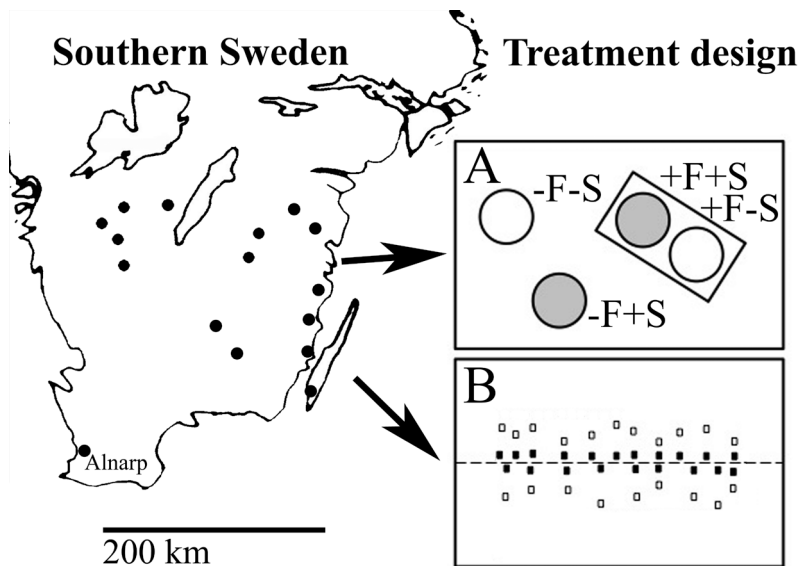 Southern Sweden
Treatment design
A
-F-S
+F+S
+F-S
-F+S
B
Alnarp
200 km